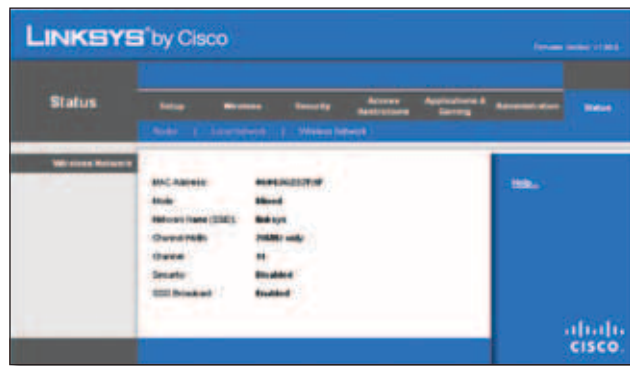 LINKSYS® by Cisco
Firmware Version:
Status
Setup
Wireless
Security
Access Restrictions
Applications & Gaming
Administration
Status
Router | Local Network | Wireless Network
Wireless Network
MAC Address:
Mode: Mixed
Network Name (SSID): linksys
Channel Width: 20MHz only
Channel: 11
Security: Disabled
SSID Broadcast: Enabled
Help...
CISCO.